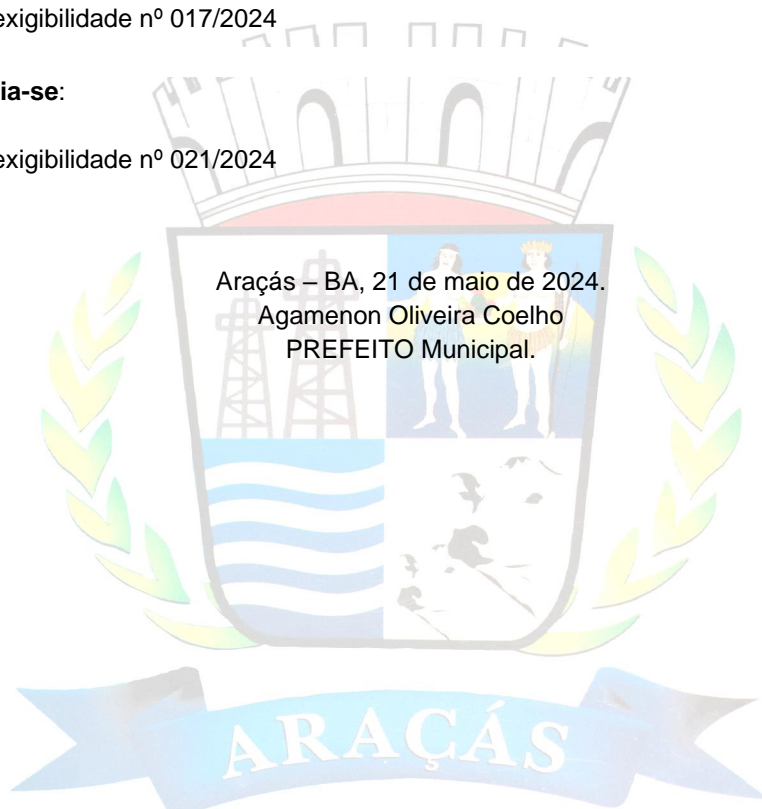 exigibilidade nº 017/2024
ia-se:
exigibilidade nº 021/2024
Araçás – BA, 21 de maio de 2024.
Agamenon Oliveira Coelho
PREFEITO Municipal.
ARAÇÁS